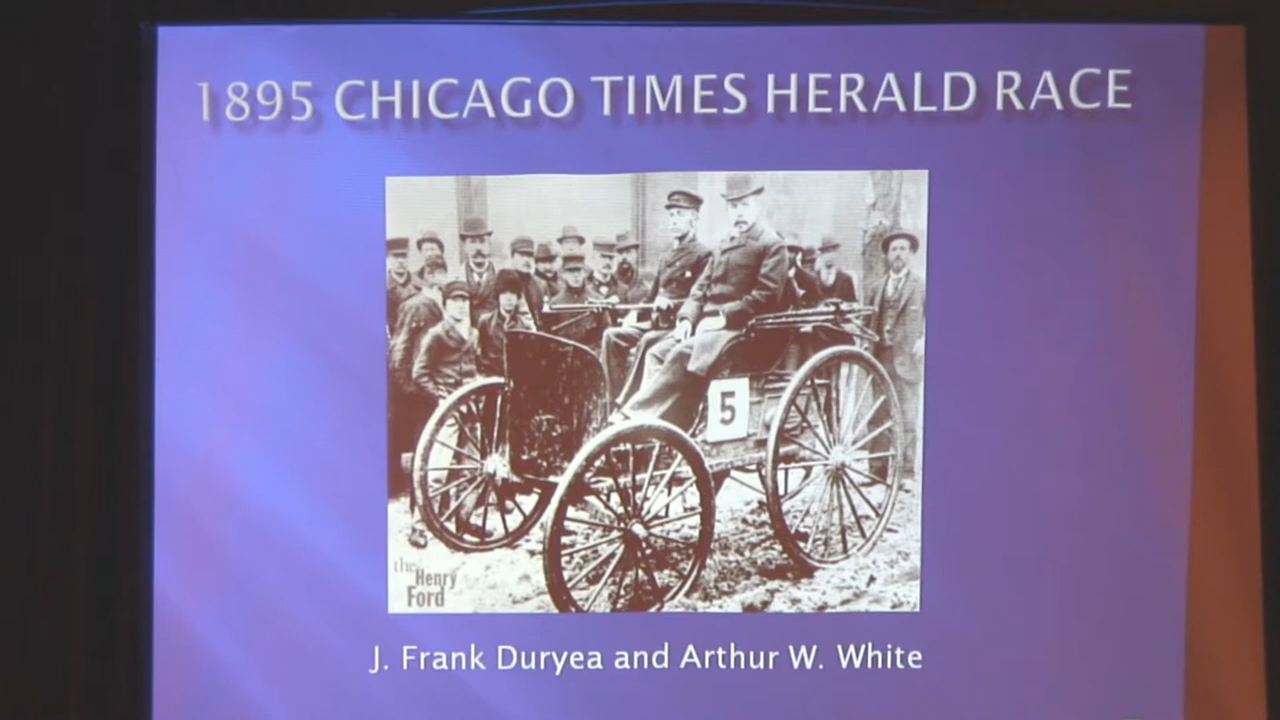 1895 CHICAGO TIMES HERALD RACE
5
the
Henry
Ford
J. Frank Duryea and Arthur W. White